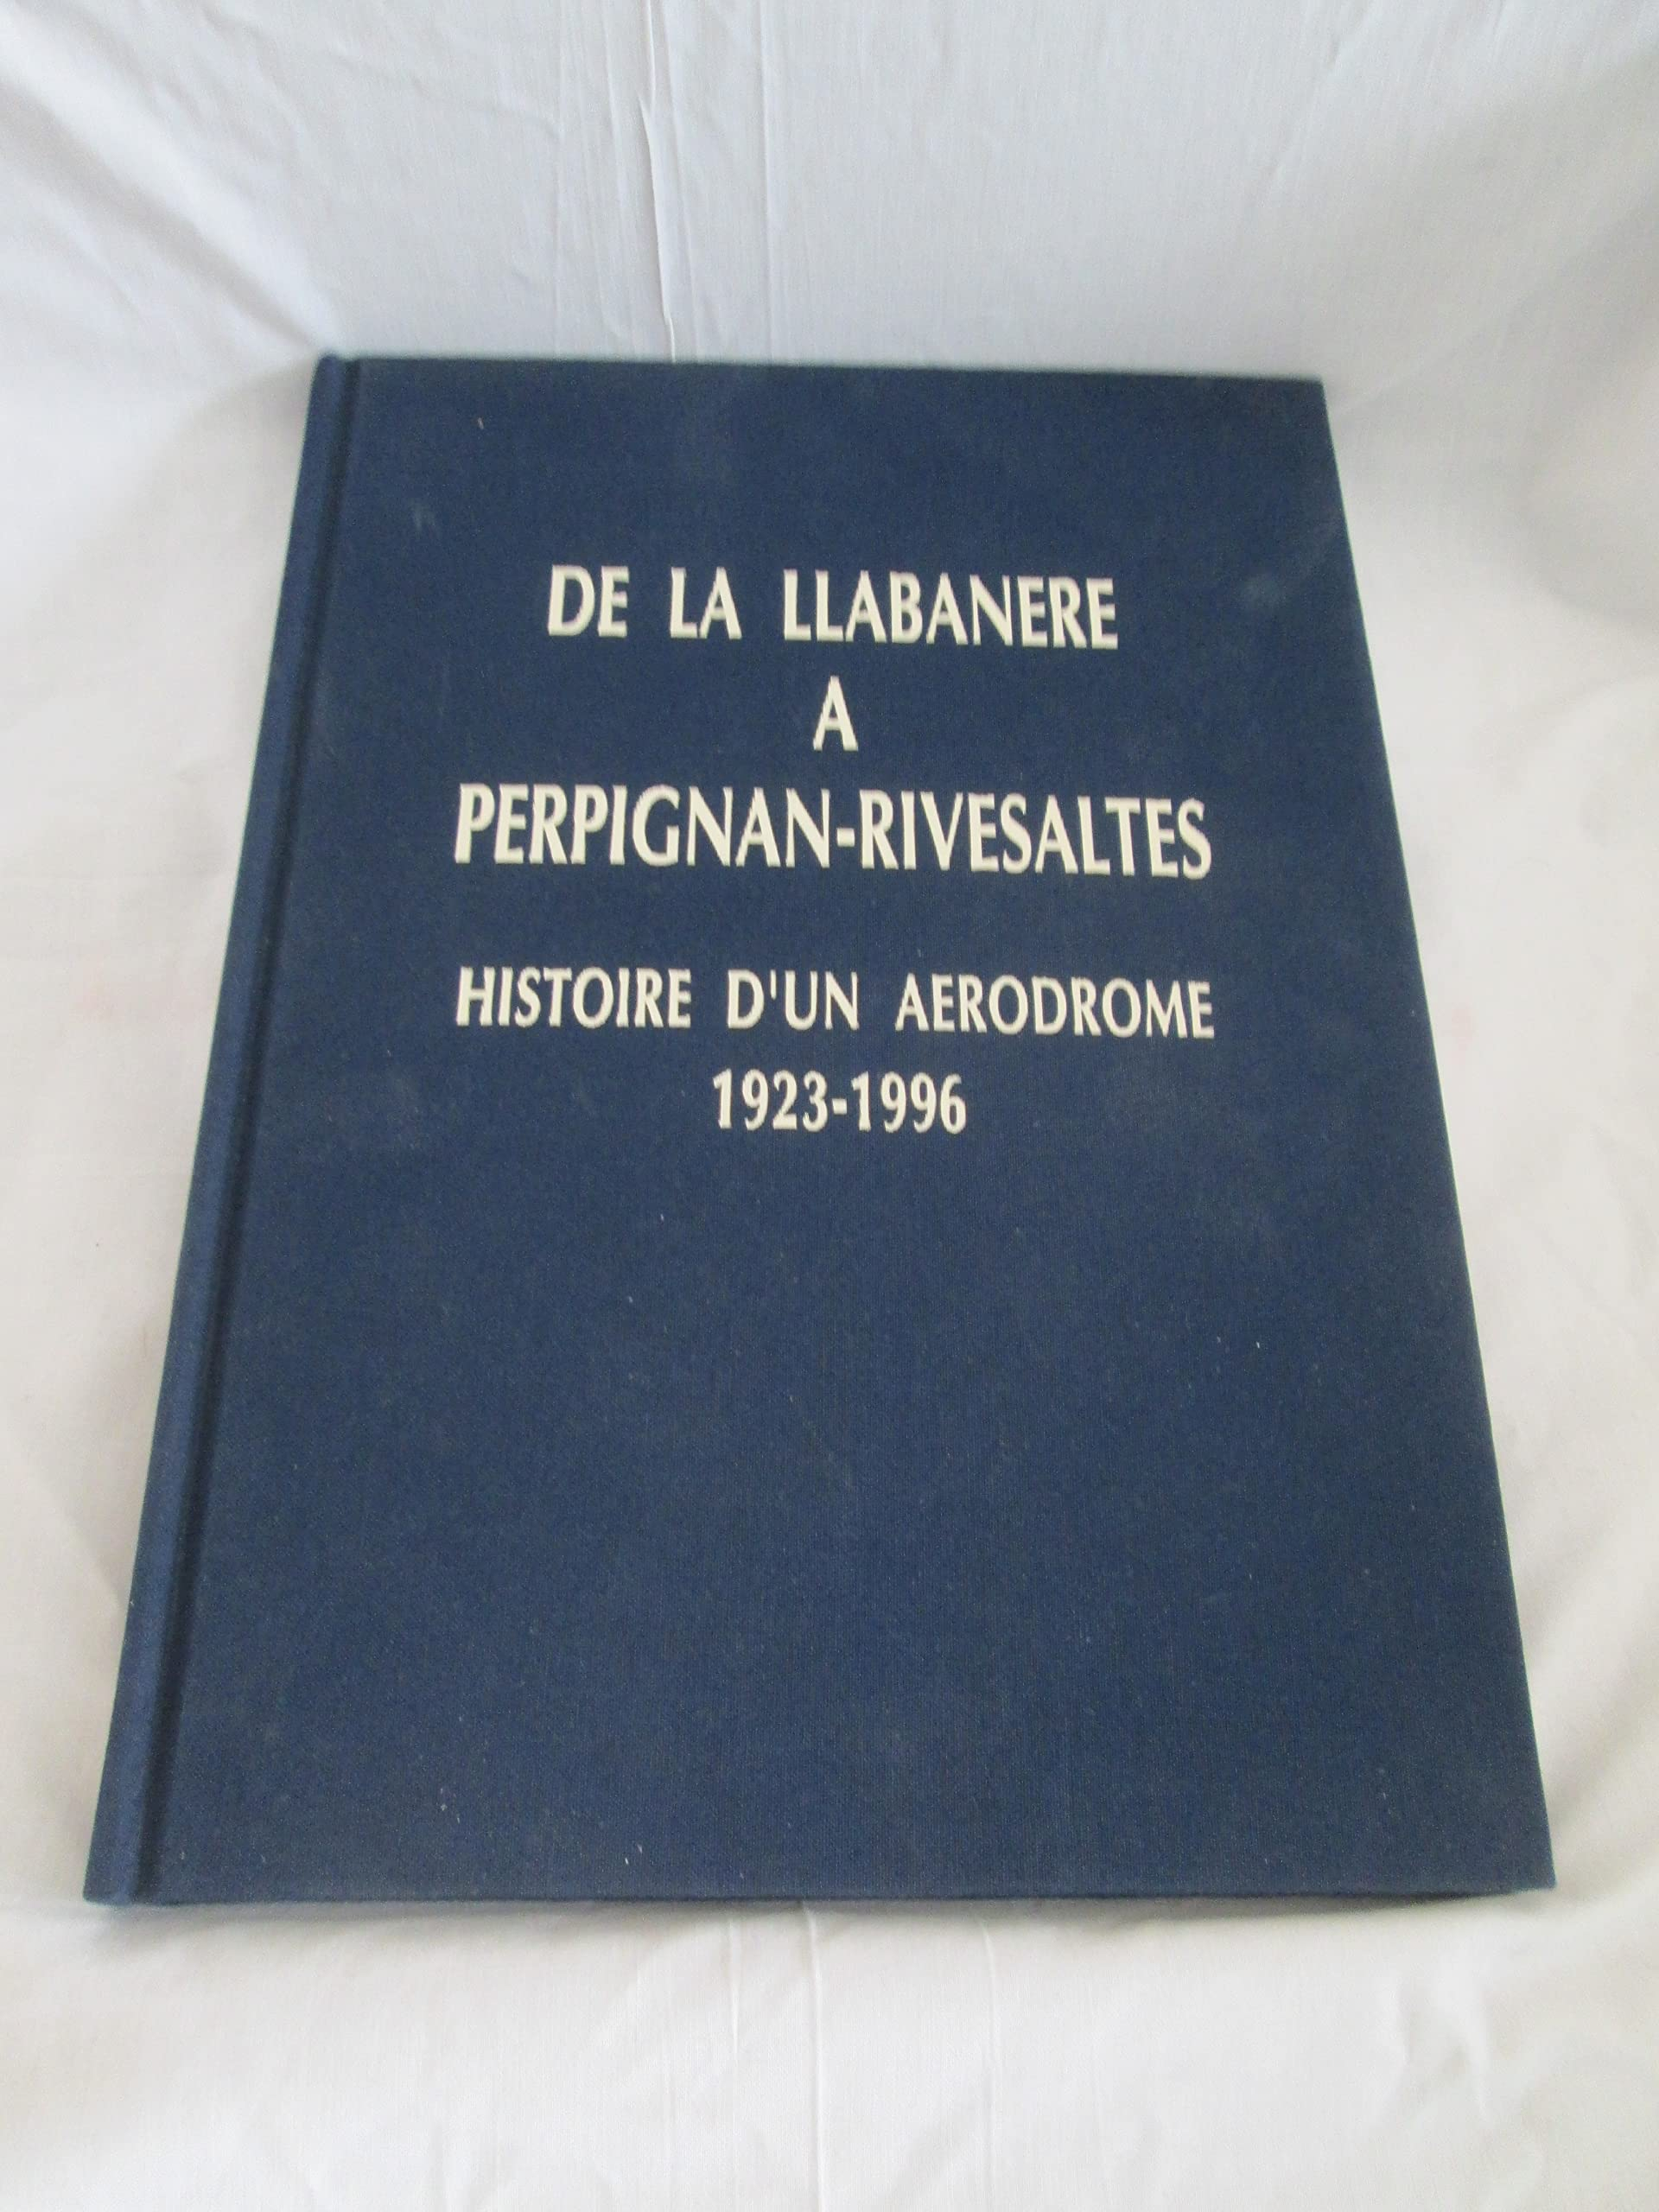 DE LA LLABANERE
A
PERPIGNAN-RIVESALTES
HISTOIRE D'UN AERODROME
1923-1996